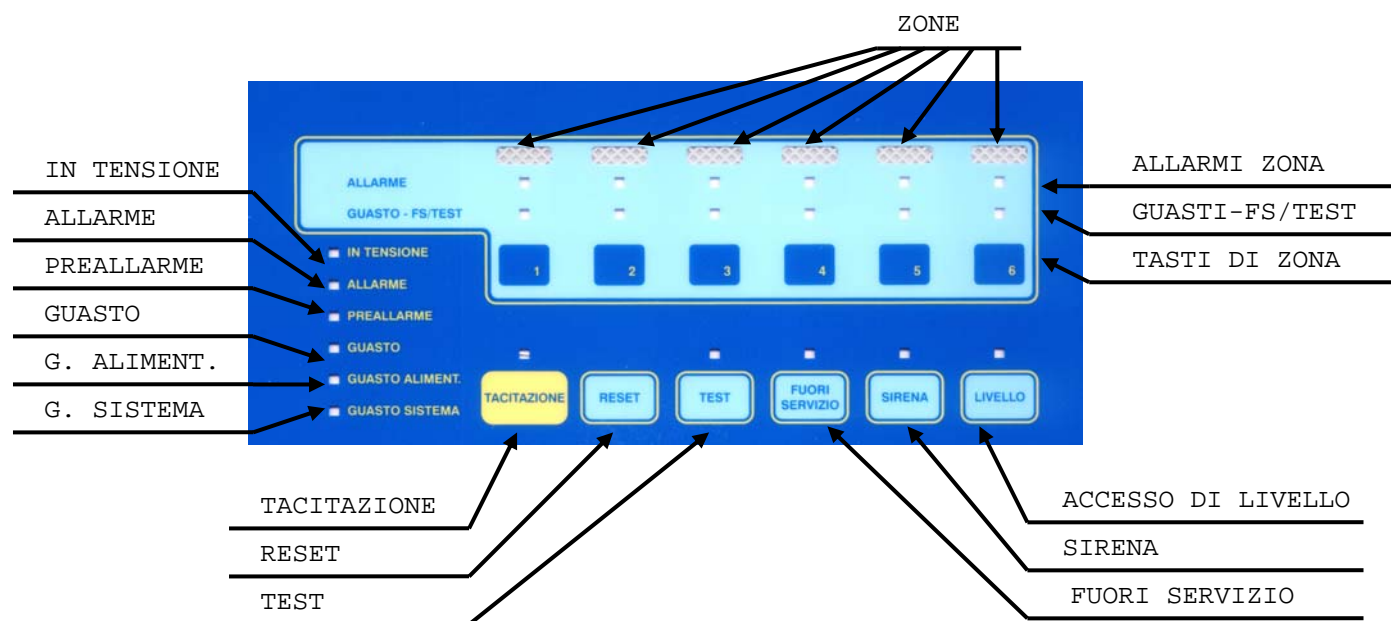 ZONE
IN TENSIONE
ALLARME
PREALLARME
GUASTO
G. ALIMENT.
G. SISTEMA
ALLARME
GUASTO - FS/TEST
IN TENSIONE
ALLARME
PREALLARME
GUASTO
GUASTO ALIMENT.
GUASTO SISTEMA
1 2 3 4 5 6
TACITAZIONE
RESET
TEST
FUORI
SERVIZIO
SIRENA
LIVELLO
ALLARMI ZONA
GUASTI-FS/TEST
TASTI DI ZONA
TACITAZIONE
RESET
TEST
ACCESSO DI LIVELLO
SIRENA
FUORI SERVIZIO